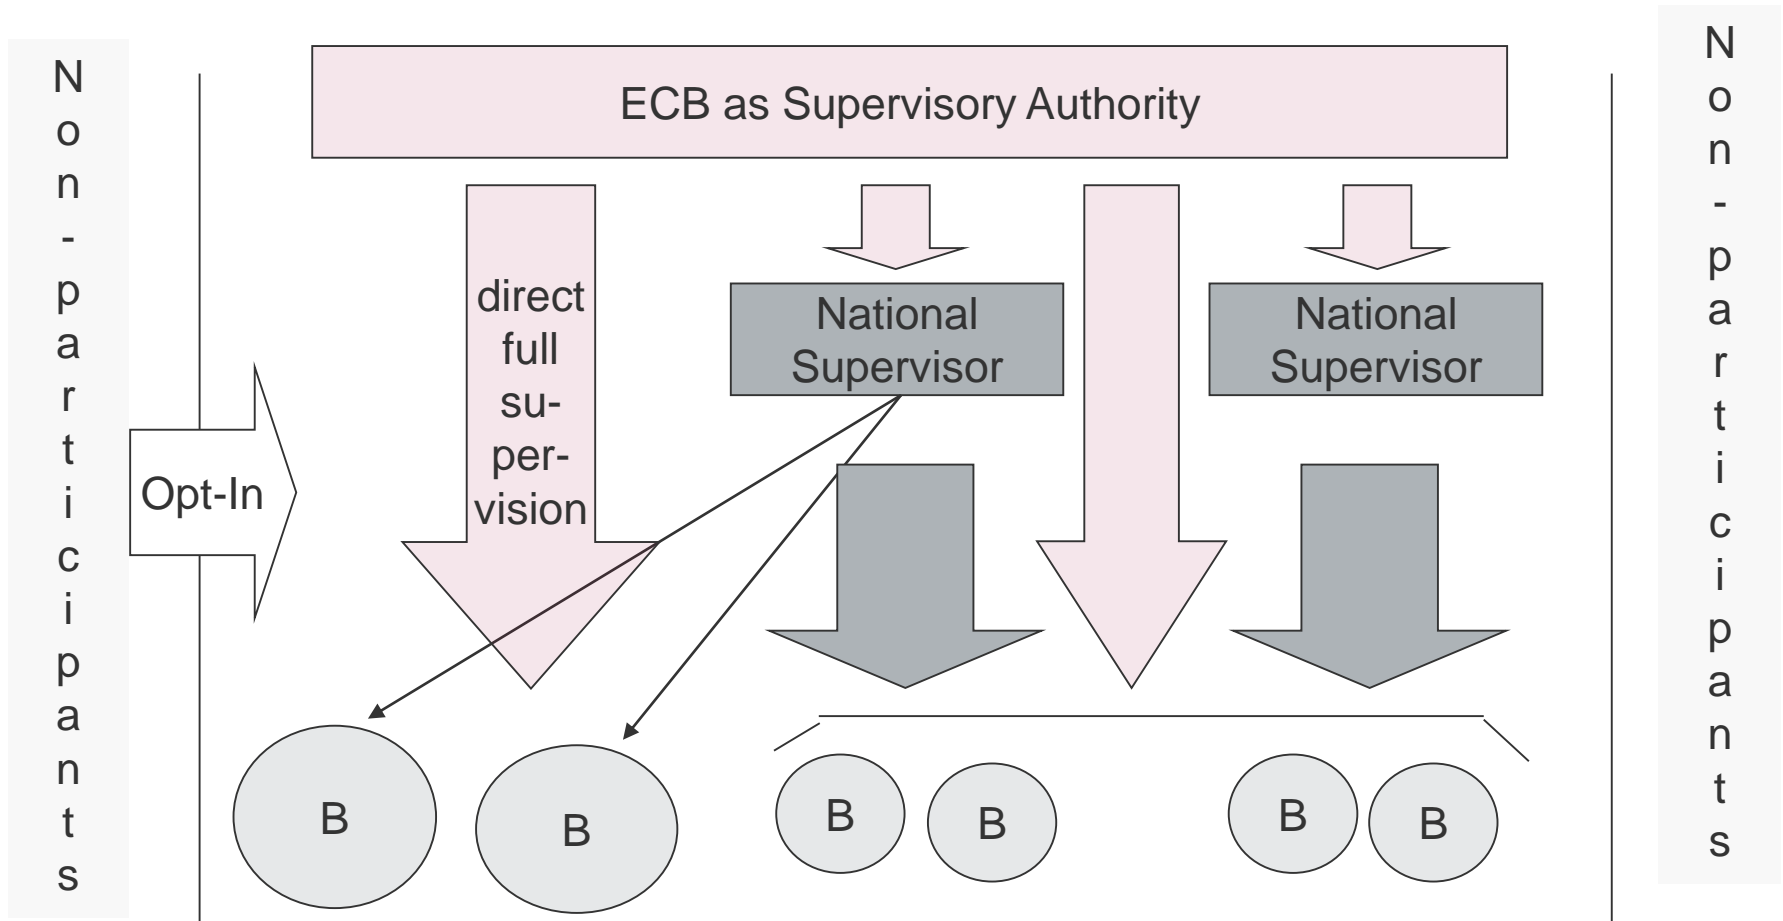 Non-participants
ECB as Supervisory Authority
Non-participants
direct
full
su-
per-
vision
National
Supervisor
National
Supervisor
Opt-In
B
B
B
B
B
B